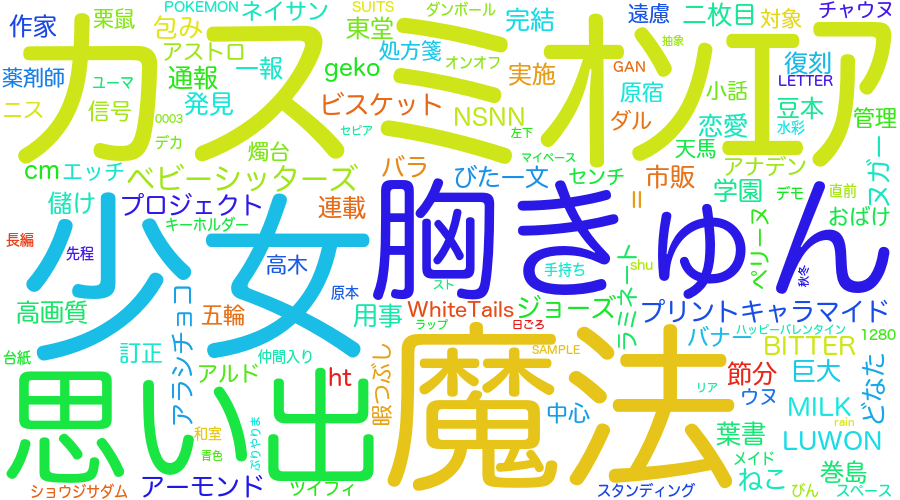 POKEMON
ネイサン
SUITS
ダンボール
完結
遠慮
二枚目
対象
チャウヌ
作家
栗鼠
包み
東堂
アストロ
処方箋
オンオフ
抽象
復刻
LETTER
薬剤師
ユーマ
通報
一報
geko
実施
GAN
カスミオソエア
ニス
信号
発見
ビスケット
NSNN
原宿
小話
豆本
管理
0003
デカ
燭台
セピア
左下
ダル
恋愛
水彩
cm
エッチ
ベビーシッターズ
バラ
マイペース
びた一文
センチ
市販
天馬
アナデン
ヌガー
儲け
プロジェクト
連載
II
学園
デモ
直前
おばけ
キーホルダー
長編
先程
胸きゅん
ペリーヌ
少女
高木
原本
スト
手持ち
shu
秋冬
高画質
アラシチョコ
五輪
用事
WhiteTails
ジョーズ
ラミネート
プリントキャラマイド
台紙
訂正
仲間入り
ラップ
日ごろ
バナー
ハッピーバレンタイン
1280
アルド
暇つぶし
SAMPLE
BITTER
思い出
ht
魔法
リア
節分
ウヌ
巨大
どなた
中心
MILK
rain
和室
青色
ぶりやりま
葉書
LUWON
メイド
ねこ
巻島
ショウジサダム
アーモンド
ツイフィ
スタンディング
びん
スペース